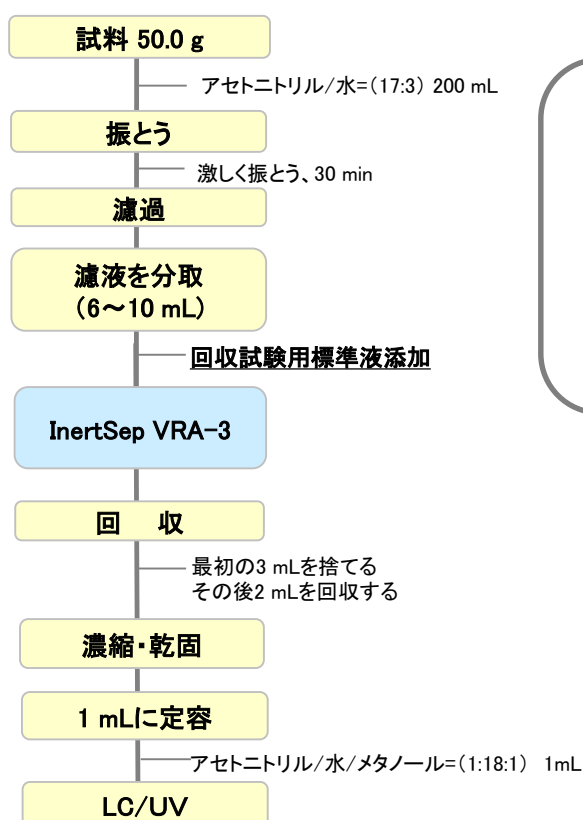 試料 50.0 g
アセトニトリル/水=(17:3) 200 mL
振とう
激しく振とう、30 min
濾過
濾液を分取
(6~10 mL)
回収試験用標準液添加
InertSep VRA-3
回　収
最初の3 mLを捨てる
その後2 mLを回収する
濃縮・乾固
1 mLに定容
アセトニトリル/水/メタノール=(1:18:1) 1mL
LC/UV